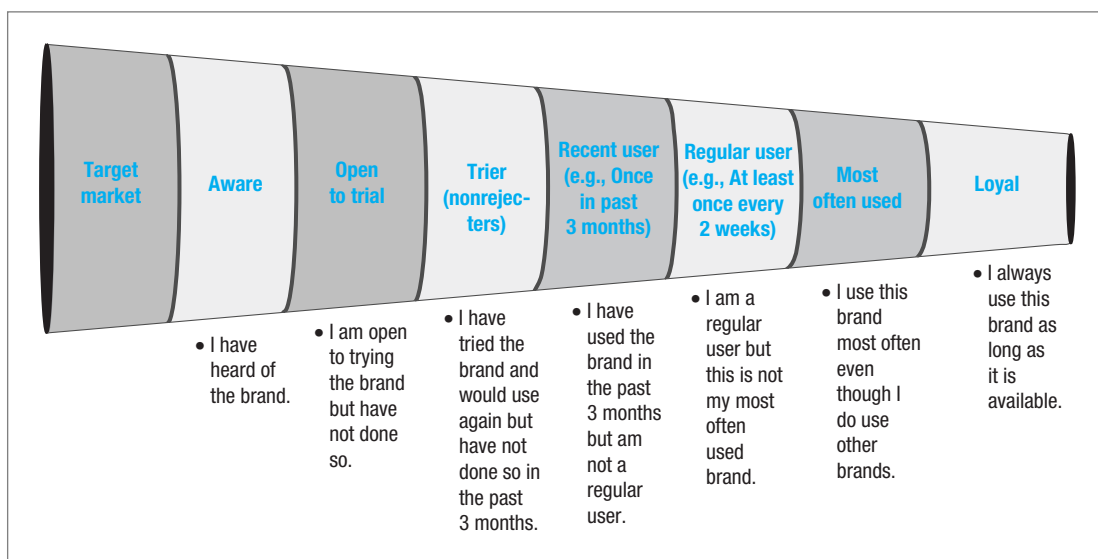 Target
market
Aware
Open
to trial
Trier
(nonrejec-
ters)
Recent user
(e.g., Once
in past
3 months)
Regular user
(e.g., At least
once every
2 weeks)
Most
often used
Loyal
• I have
heard of
the brand.
• I am open
to trying
the brand
but have
not done
so.
• I have
tried the
brand and
would use
again but
have not
done so in
the past
3 months.
• I have
used the
brand in
the past
3 months
but am
not a
regular
user.
• I am a
regular
user but
this is not
my most
often
used
brand.
• I use this
brand
most often
even
though I
do use
other
brands.
• I always
use this
brand as
long as
it is
available.